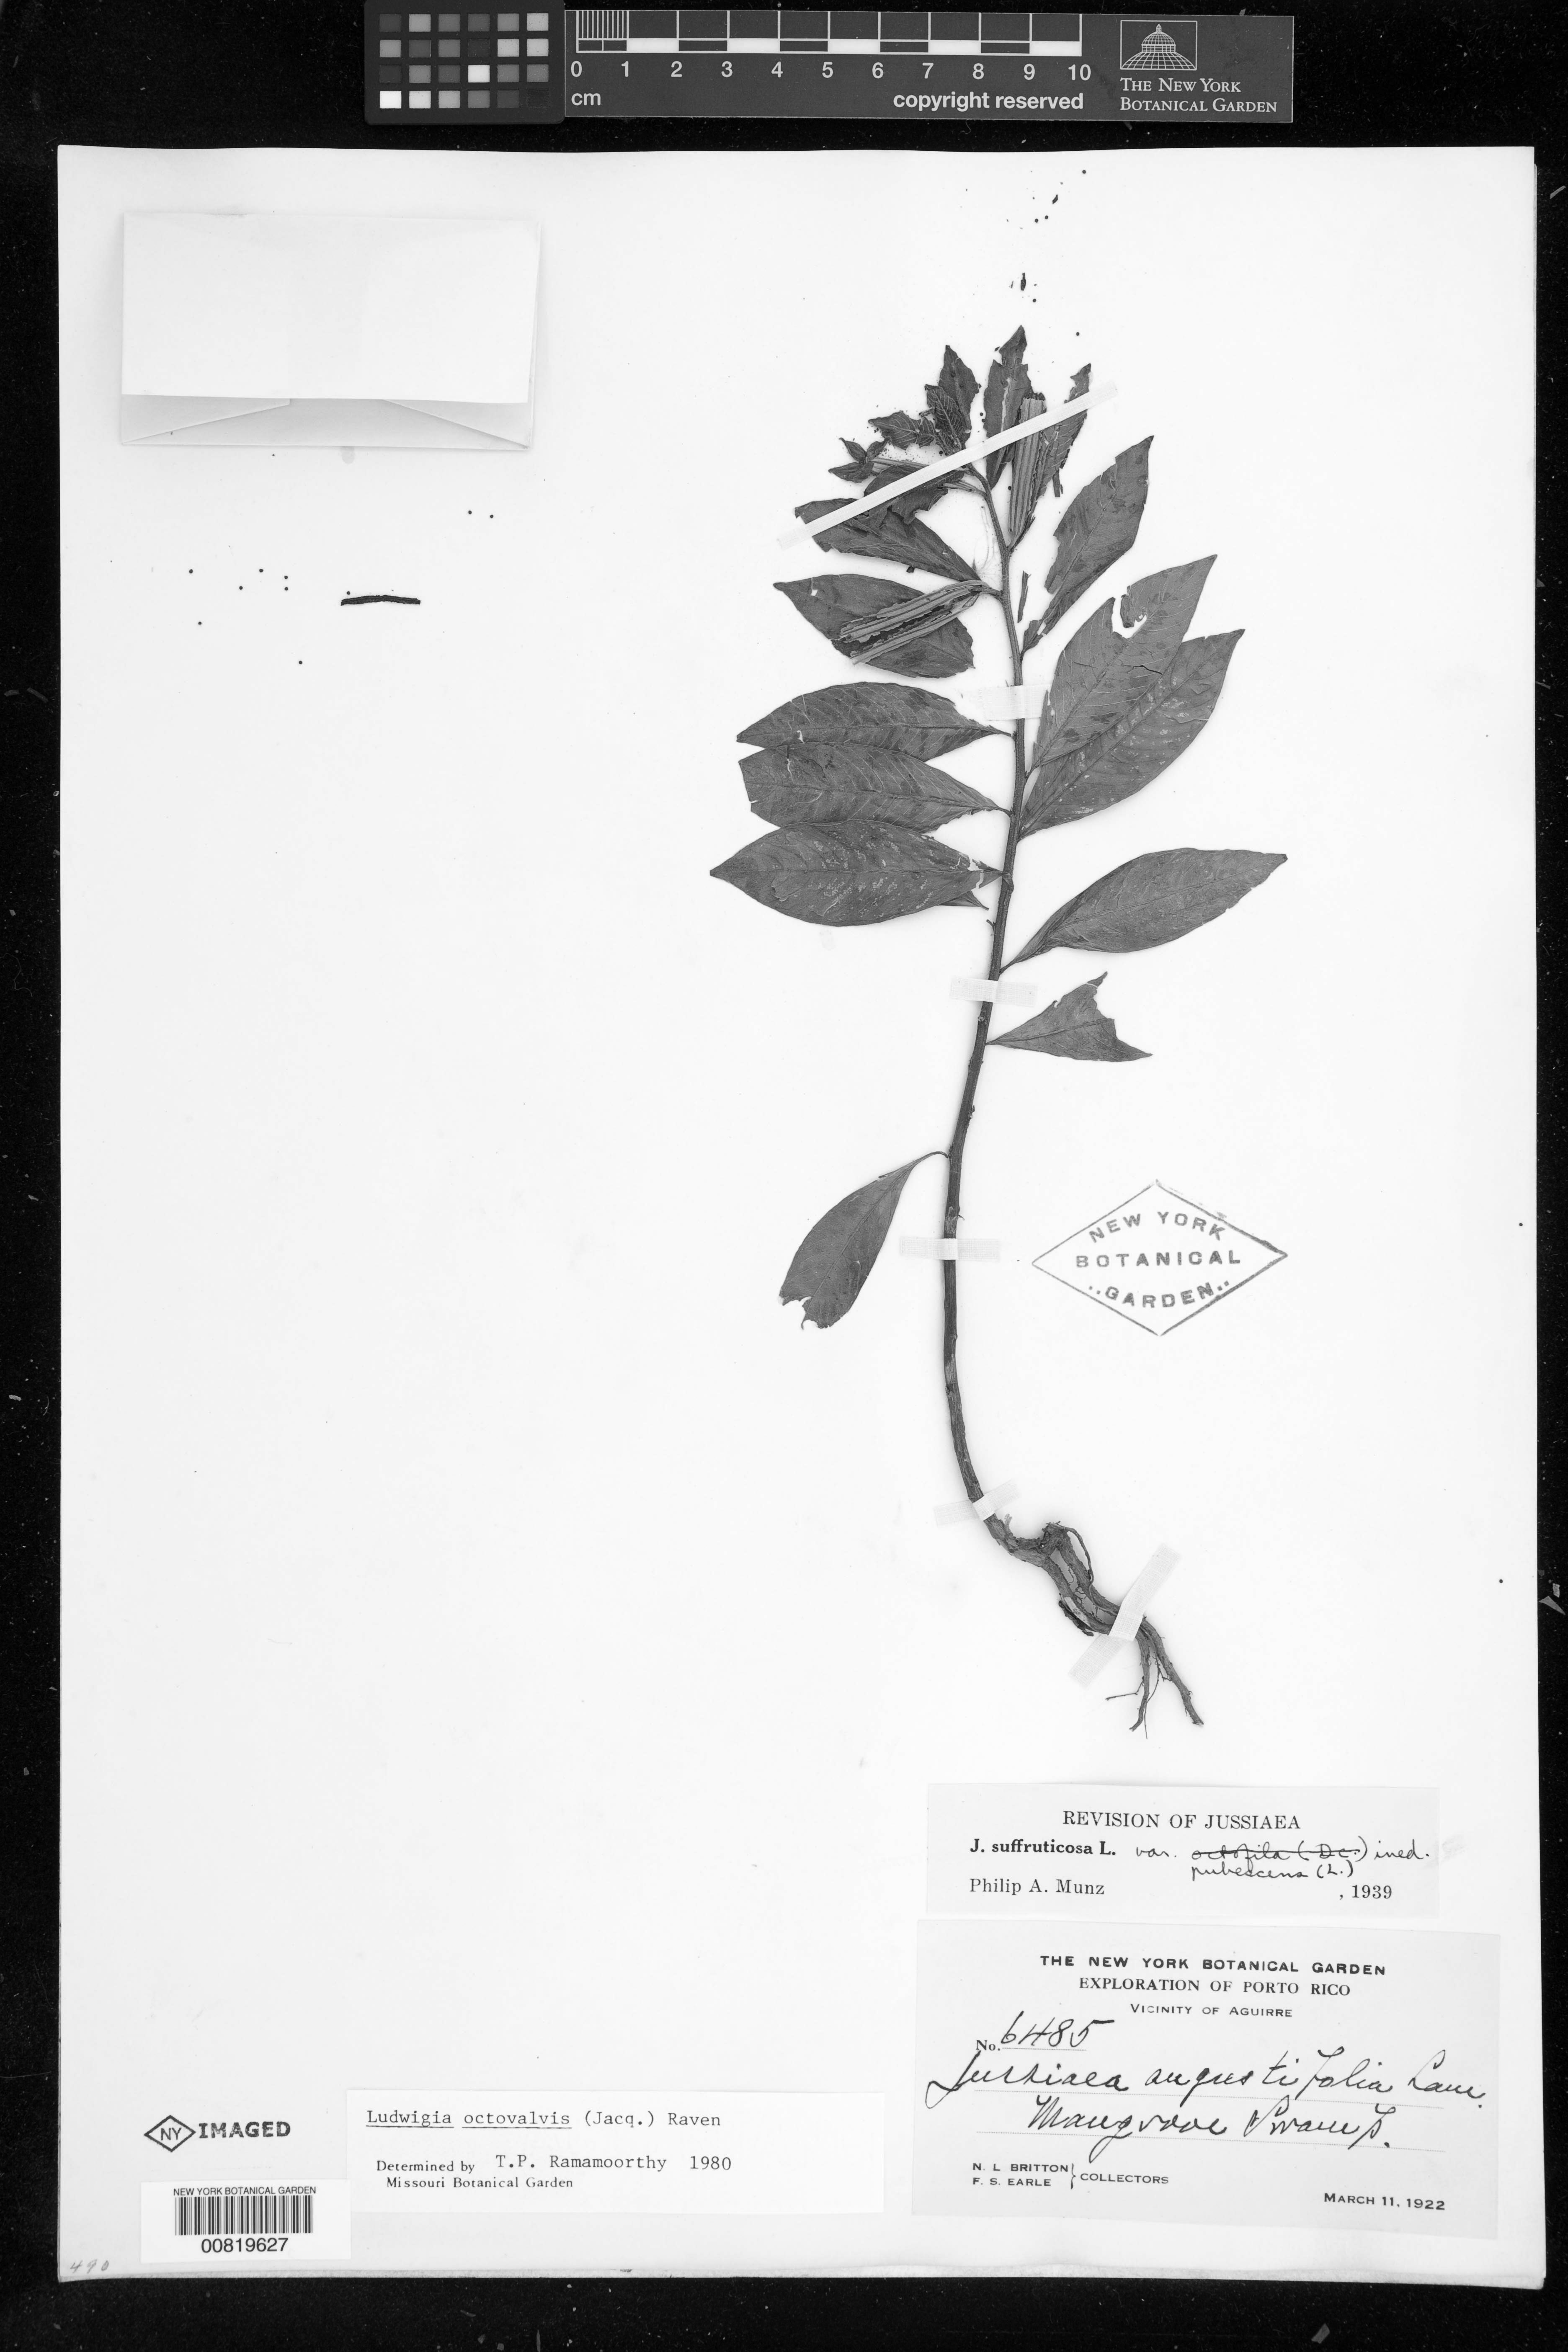 0 1 2 3 4 5 6 7 8 9 10
cm
copyright reserved
THE NEW YORK
BOTANICAL GARDEN
NEW YORK
BOTANICAL
..GARDEN..
REVISION OF JUSSIAEA
J. suffruticosa L. var. octofila (DC.) ined.
pubescens (L.)
Philip A. Munz , 1939
THE NEW YORK BOTANICAL GARDEN
EXPLORATION OF PORTO RICO
VICINITY OF AGUIRRE
No. 6485
Jussiaea angustifolia Lam.
Mangrove Swamp.
N. L BRITTON
F. S. EARLE } COLLECTORS
MARCH 11, 1922
NY IMAGED
Ludwigia octovalvis (Jacq.) Raven
Determined by T.P. Ramamoorthy 1980
Missouri Botanical Garden
NEW YORK BOTANICAL GARDEN
00819627
490